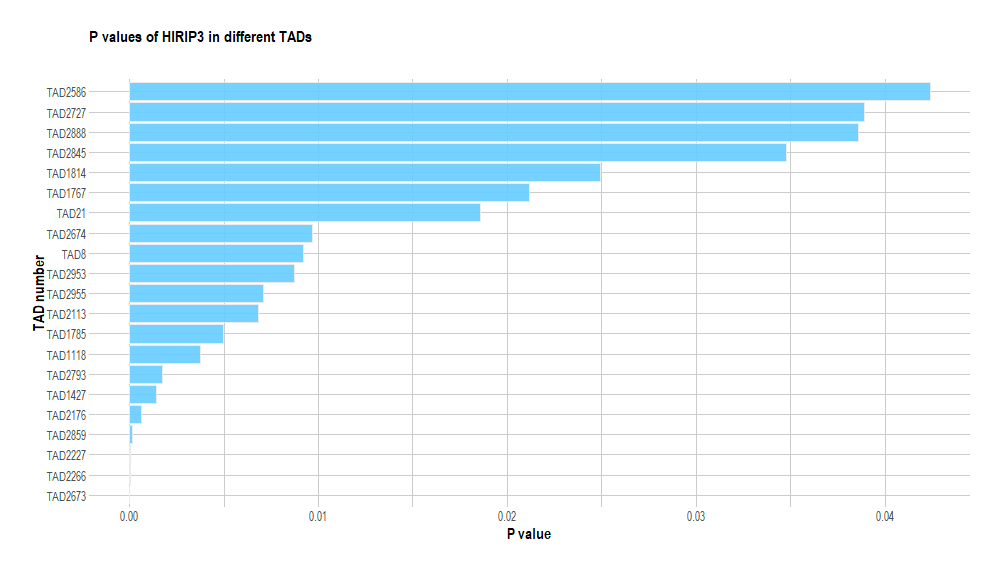 P values of HIRIP3 in different TADs
TAD2586
TAD2727
TAD2888
TAD2845
TAD1814
TAD1767
TAD21
TAD2674
TAD8
TAD2953
TAD2955
TAD2113
TAD1785
TAD1118
TAD2793
TAD1427
TAD2176
TAD2859
TAD2227
TAD2266
TAD2673
TAD number
0.00 0.01 0.02 0.03 0.04
P value